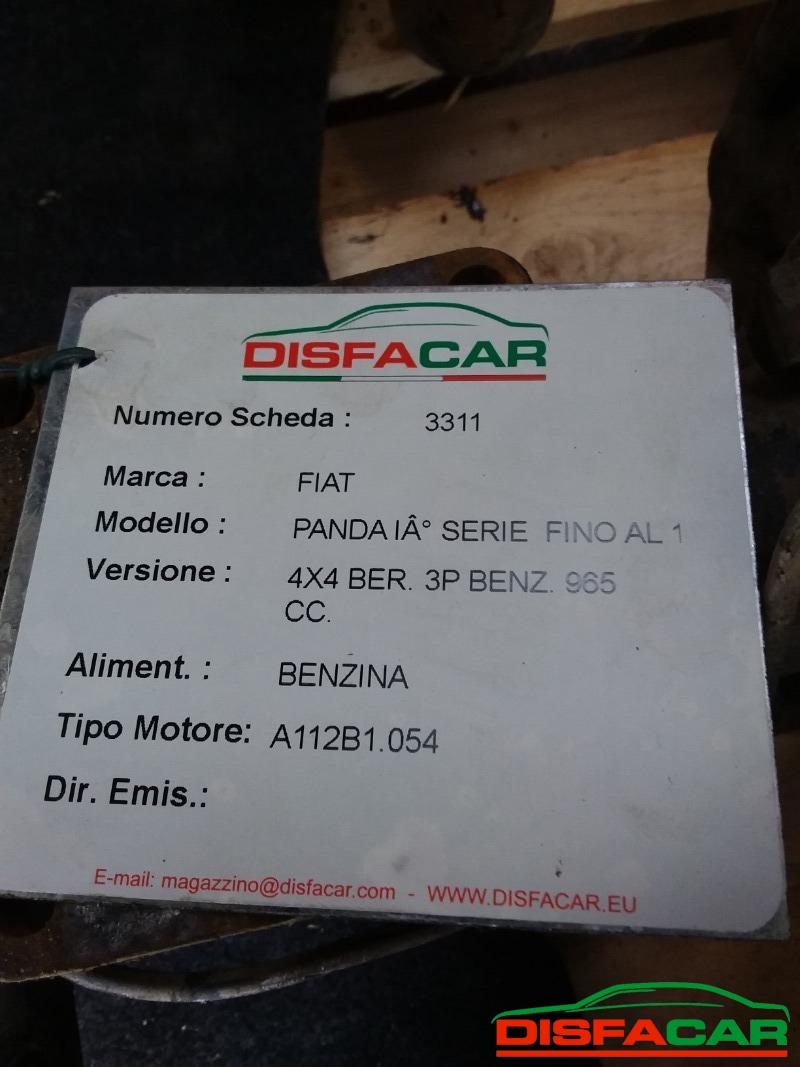 DISFACAR
Numero Scheda : 3311
Marca : FIAT
Modello : PANDA IÂ° SERIE FINO AL 1
Versione : 4X4 BER. 3P BENZ. 965
CC.
Aliment. : BENZINA
Tipo Motore: A112B1.054
Dir. Emis.:
E-mail: magazzino@disfacar.com - WWW.DISFACAR.EU
DISFACAR